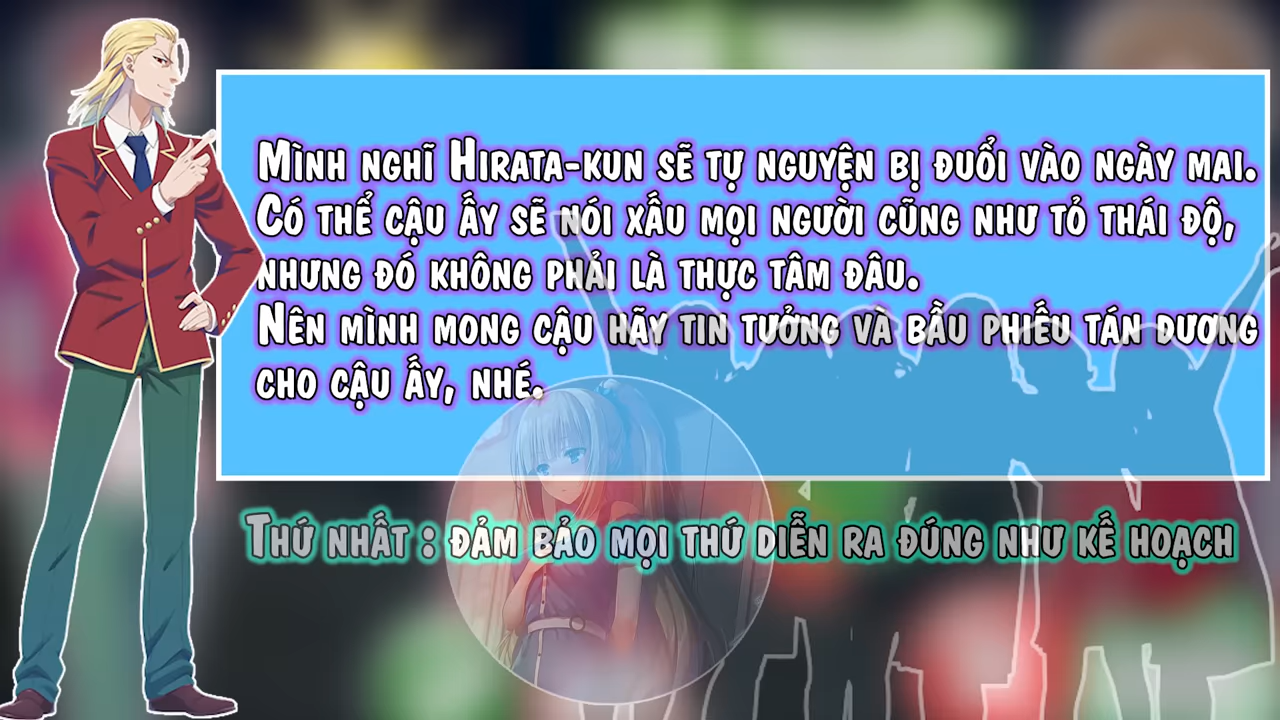 Mình nghĩ Hirata-kun sẽ tự nguyện bị đuổi vào ngày mai.
Có thể cậu ấy sẽ nói xấu mọi người cũng như tỏ thái độ,
nhưng đó không phải là thực tâm đâu.
Nên mình mong cậu hãy tin tưởng và bầu phiếu tán dương
cho cậu ấy, nhé.
Thứ nhất : đảm bảo mọi thứ diễn ra đúng như kế hoạch